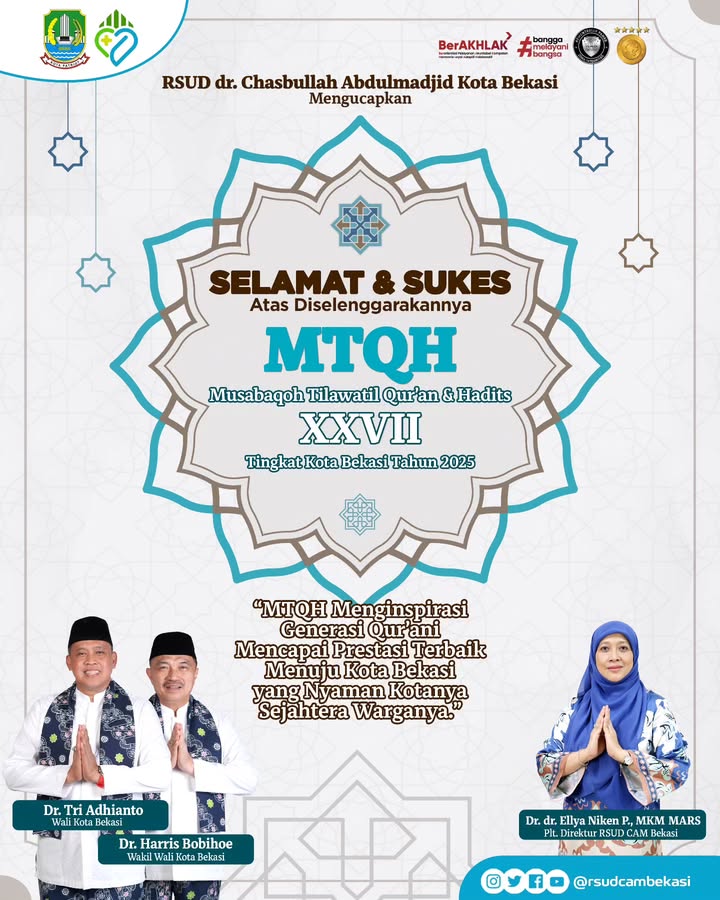 BerAKHLAK
#bangga
melayani
bangsa
RSUD dr. Chasbullah Abdulmadjid Kota Bekasi
Mengucapkan
SELAMAT & SUKES
Atas Diselenggarakannya
MTQH
Musabaqoh Tilawatil Qur'an & Hadits
XXVII
Tingkat Kota Bekasi Tahun 2025
“MTQH Menginspirasi
Generasi Qur'ani
Mencapai Prestasi Terbaik
Menuju Kota Bekasi
yang Nyaman Kotanya
Sejahtera Warganya.”
Dr. Tri Adhianto
Wali Kota Bekasi
Dr. Harris Bobihoe
Wakil Wali Kota Bekasi
Dr. dr. Ellya Niken P., MKM MARS
Plt. Direktur RSUD CAM Bekasi
@rsudcambekasi